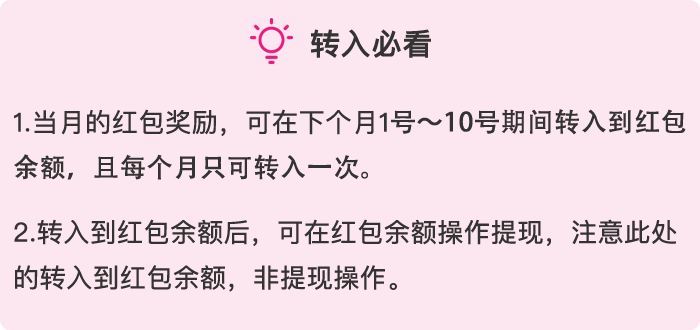 转入必看
1.当月的红包奖励，可在下个月1号～10号期间转入到红包
余额，且每个月只可转入一次。
2.转入到红包余额后，可在红包余额操作提现，注意此处
的转入到红包余额，非提现操作。